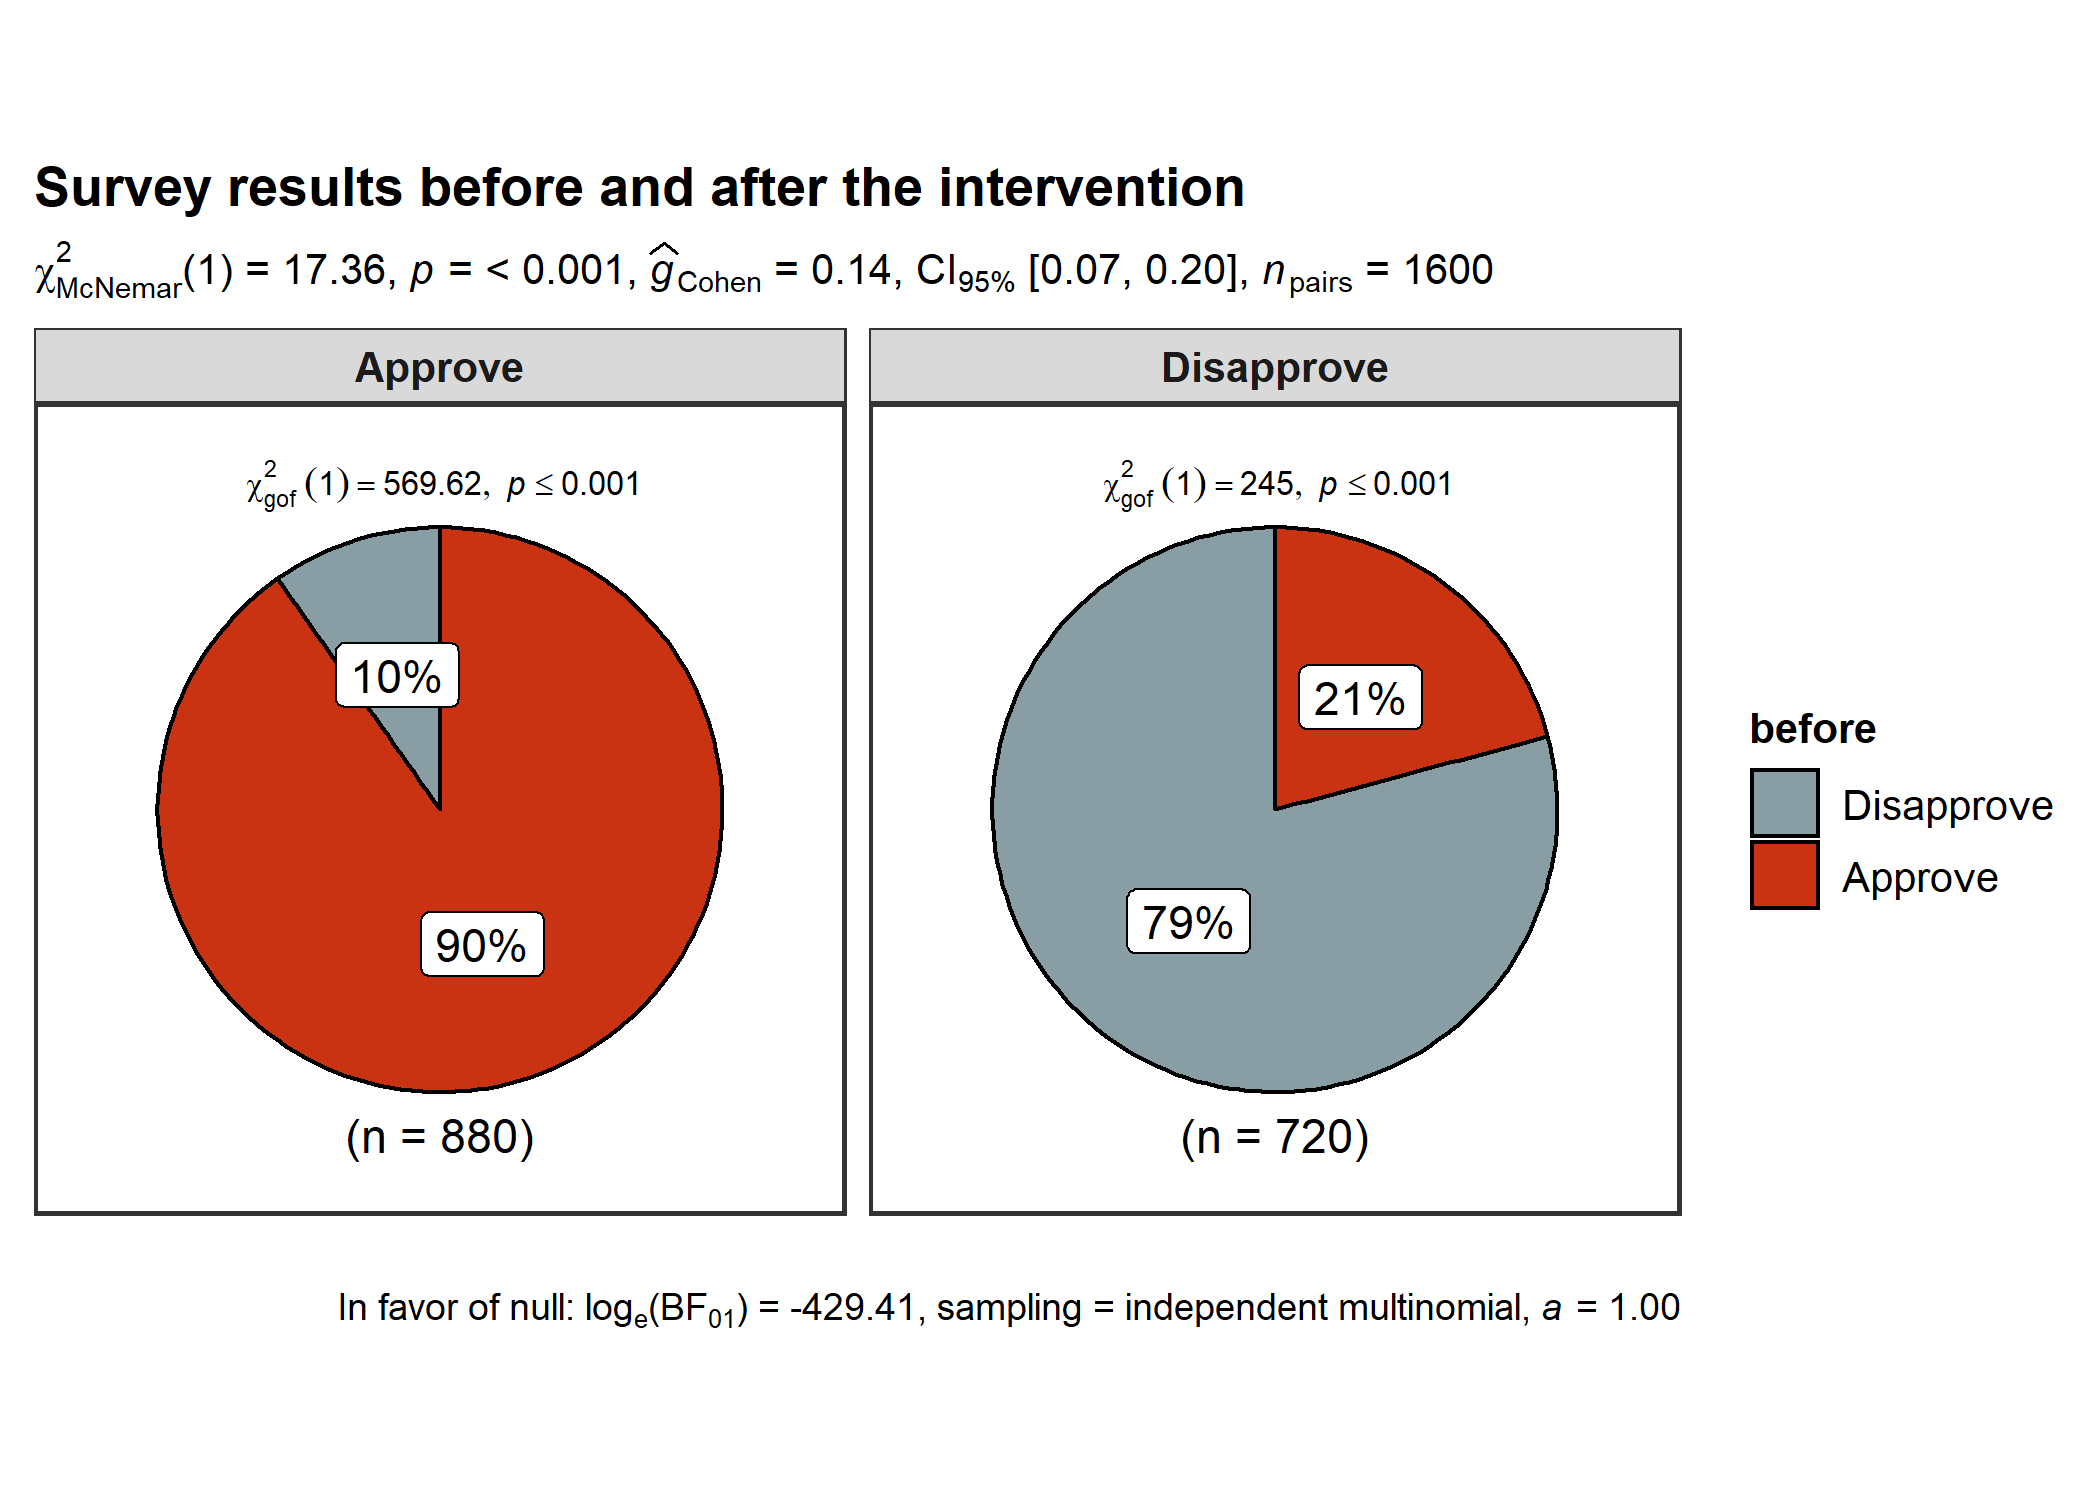 Survey results before and after the intervention
χ²McNemar(1) = 17.36, p = < 0.001, ĝCohen = 0.14, CI95% [0.07, 0.20], npairs = 1600
Approve
χ²gof (1) = 569.62, p ≤ 0.001
10%
90%
(n = 880)
Disapprove
χ²gof (1) = 245, p ≤ 0.001
21%
79%
(n = 720)
before
Disapprove
Approve
In favor of null: loge(BF01) = -429.41, sampling = independent multinomial, a = 1.00